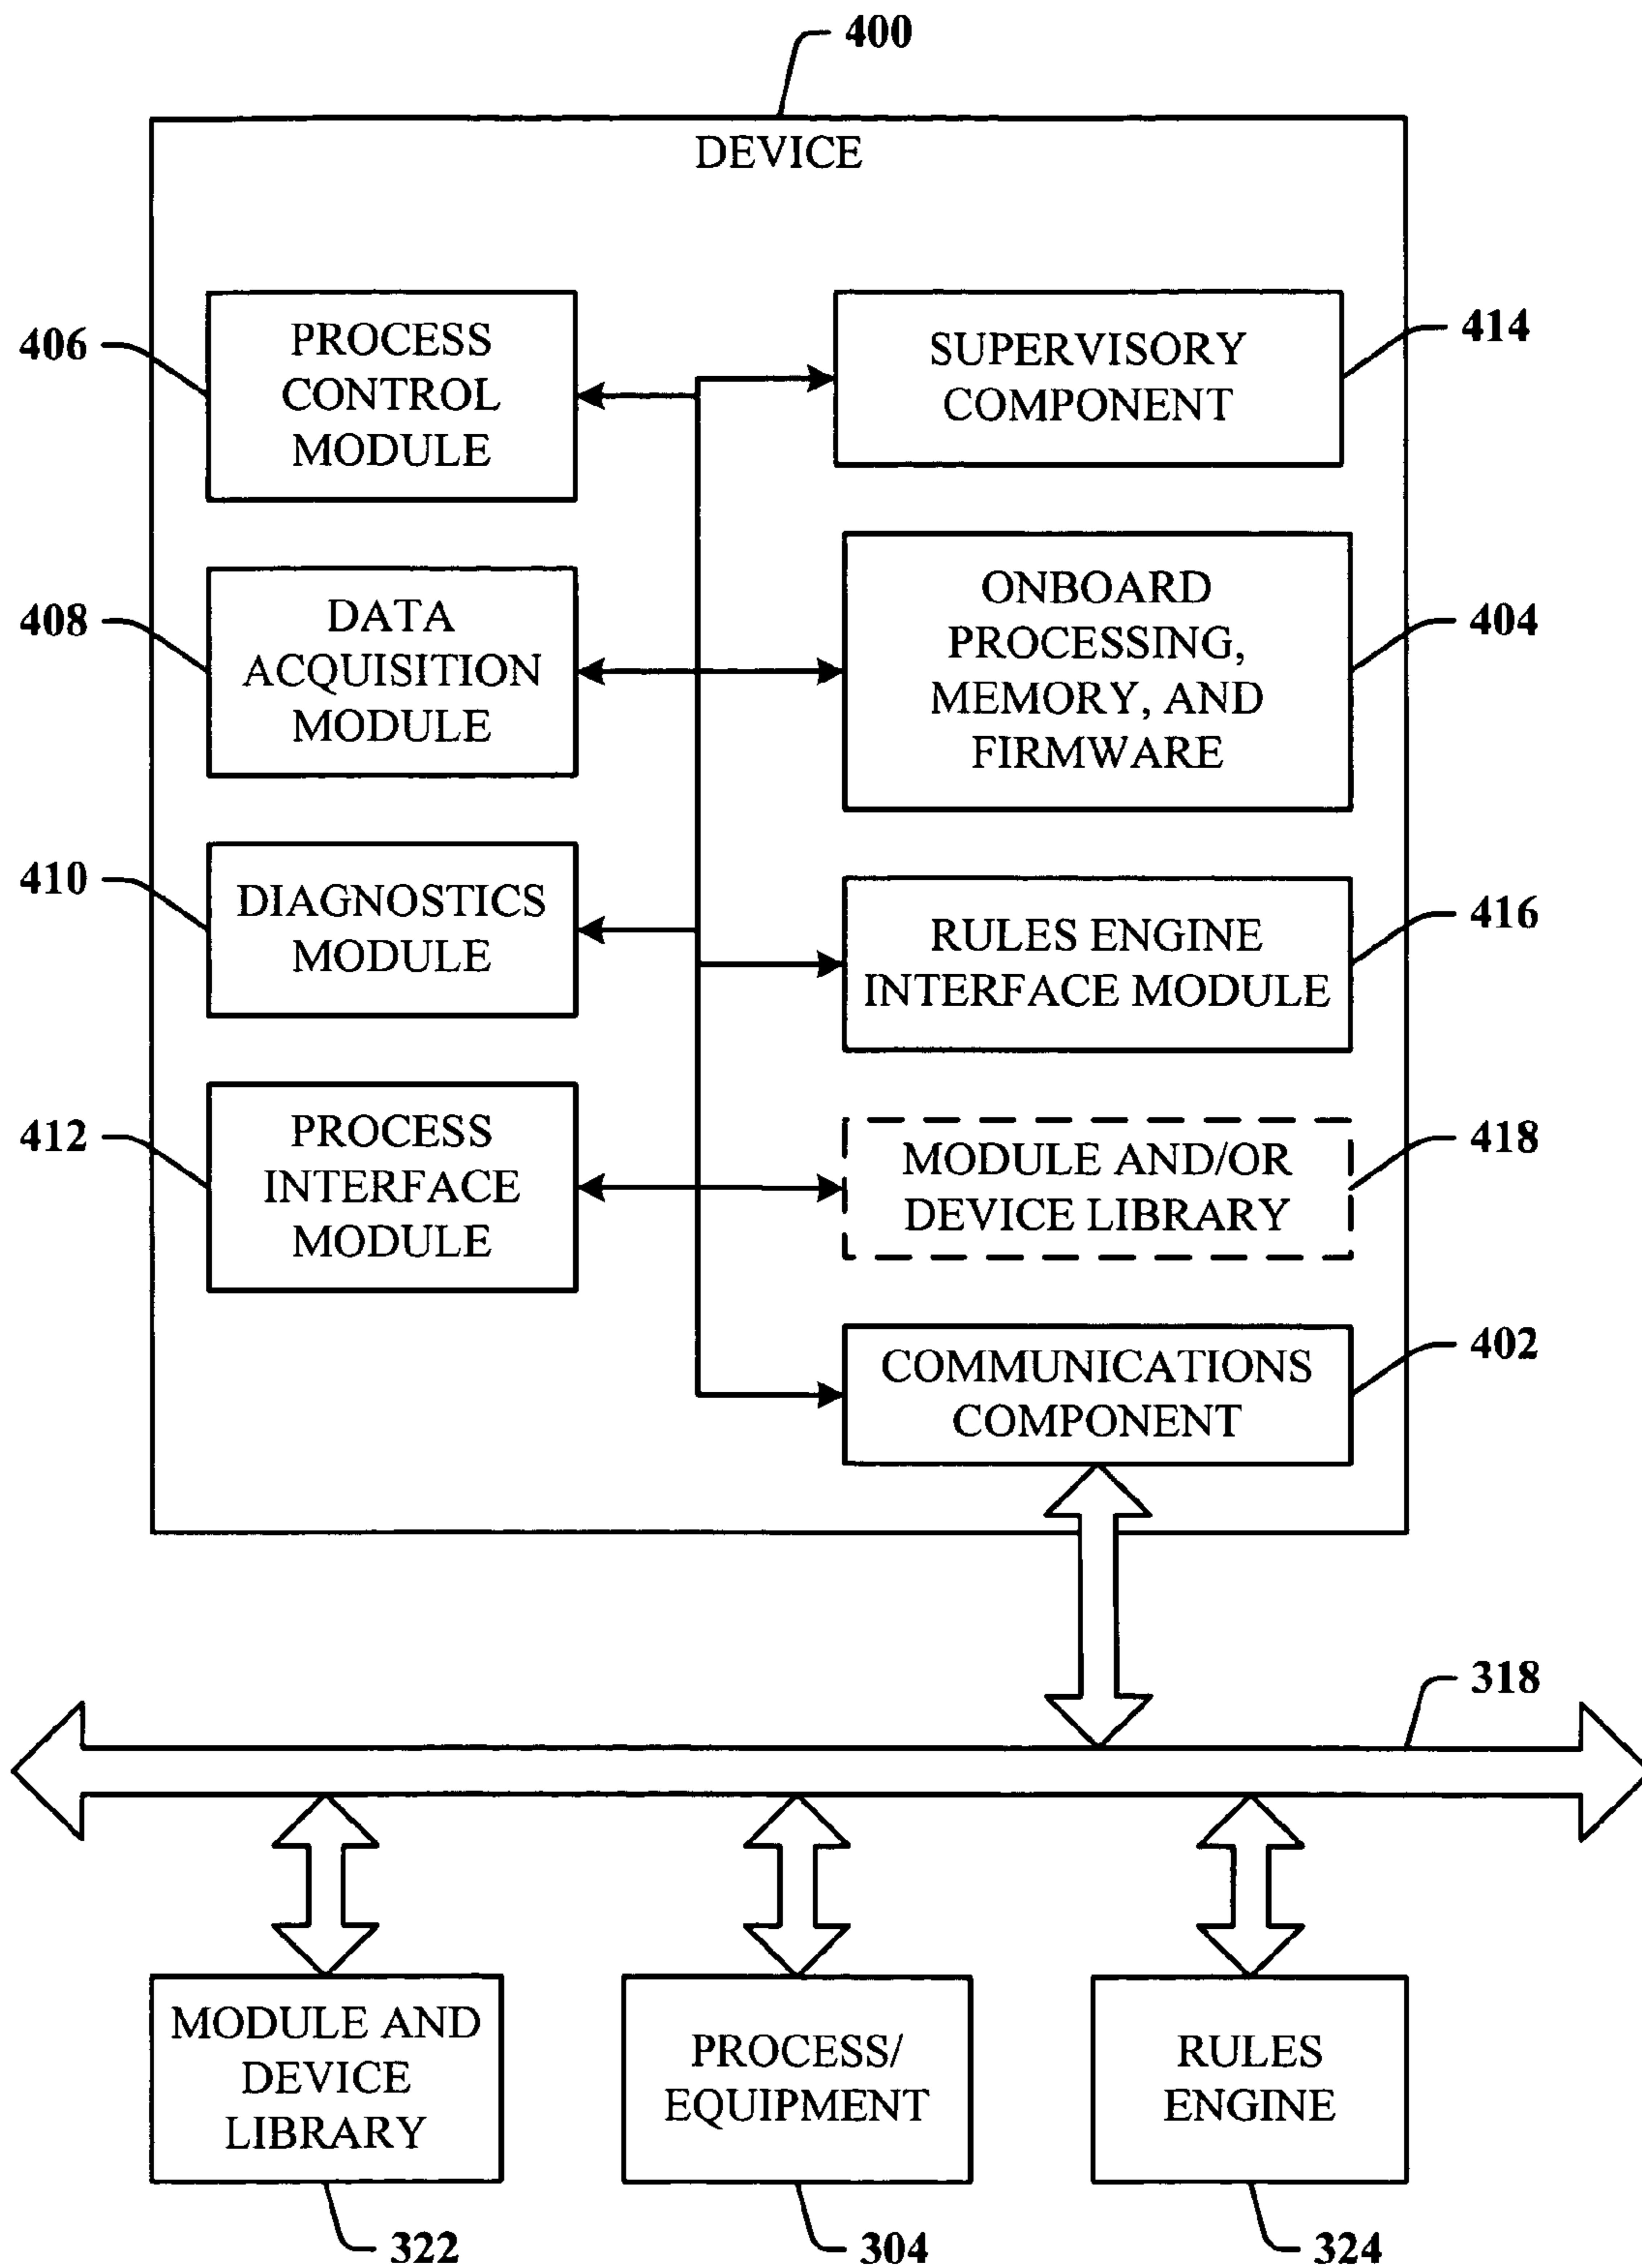 400
DEVICE
406
PROCESS
CONTROL
MODULE
SUPERVISORY
COMPONENT
414
408
DATA
ACQUISITION
MODULE
ONBOARD
PROCESSING,
MEMORY, AND
FIRMWARE
404
410
DIAGNOSTICS
MODULE
RULES ENGINE
INTERFACE MODULE
416
412
PROCESS
INTERFACE
MODULE
MODULE AND/OR
DEVICE LIBRARY
418
COMMUNICATIONS
COMPONENT
402
318
MODULE AND
DEVICE
LIBRARY
322
PROCESS/
EQUIPMENT
304
RULES
ENGINE
324